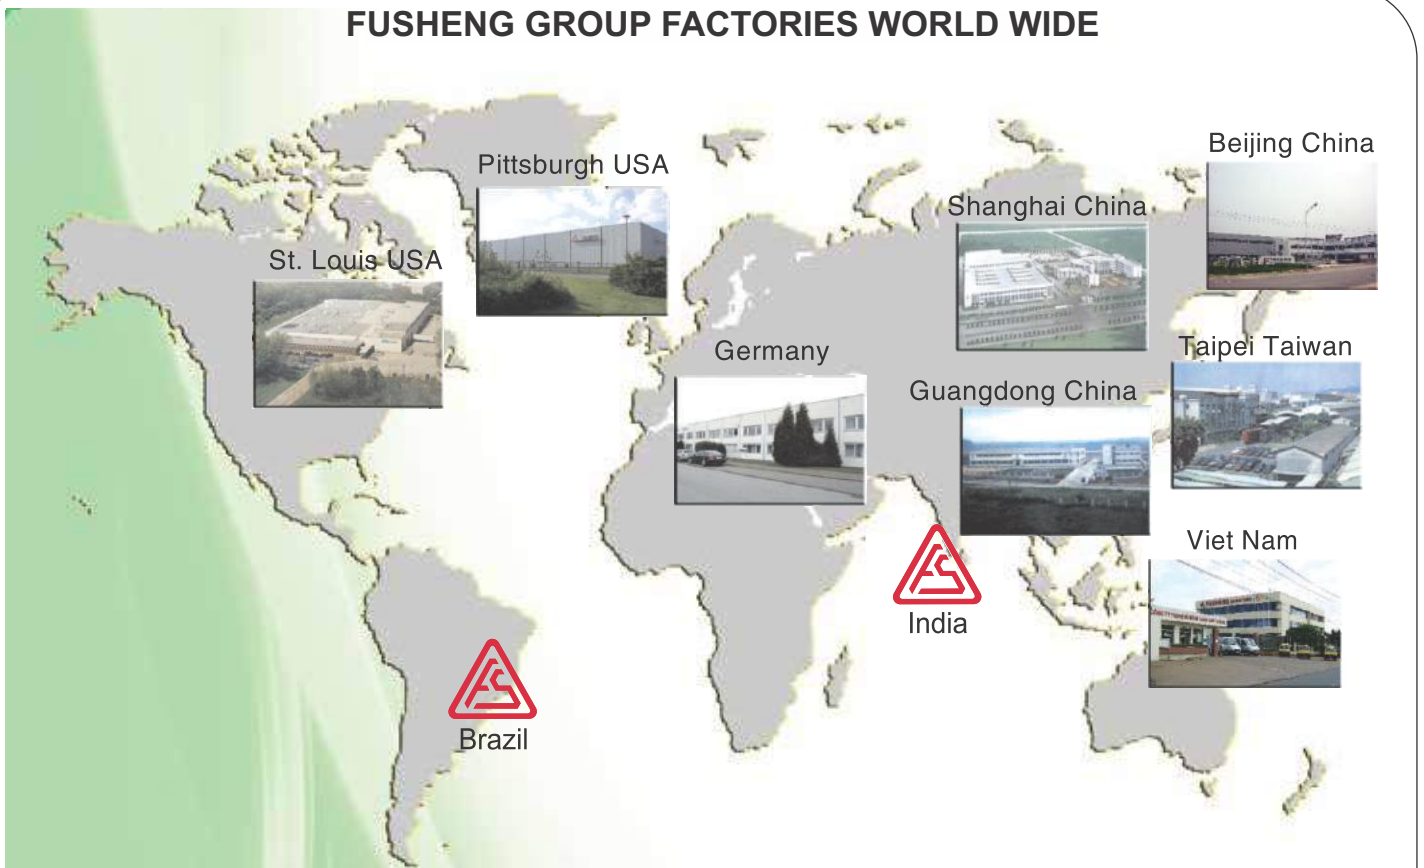 FUSHENG GROUP FACTORIES WORLD WIDE
Beijing China
Pittsburgh USA
Shanghai China
St. Louis USA
Taipei Taiwan
Germany
Guangdong China
Viet Nam
India
Brazil